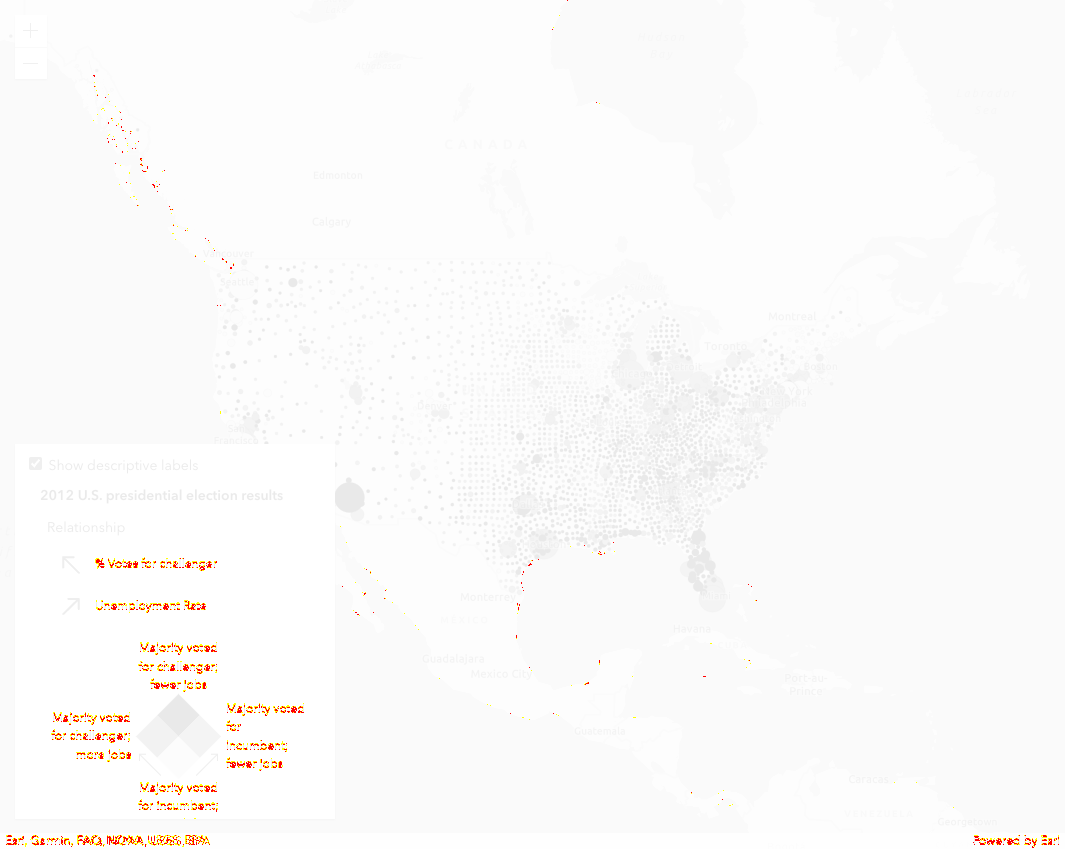 CANADA
Edmonton
Calgary
Seattle
Montreal
Toronto
Francisco
Show descriptive labels
2012 U.S. presidential election results
Relationship
% Votes for challenger
Unemployment Rate
Majority voted
for challenger;
fewer jobs
Majority voted
for challenger;
more jobs
Majority voted
for
incumbent;
fewer jobs
Majority voted
for incumbent;
Monterrey
MEXICO
Guadalajara
Mexico City
Havana
Port-au-
Prince
Guatemala
Caracas
Georgetown
Esri, Garmin, FAO, NOAA, USGS, EPA
Powered by Esri